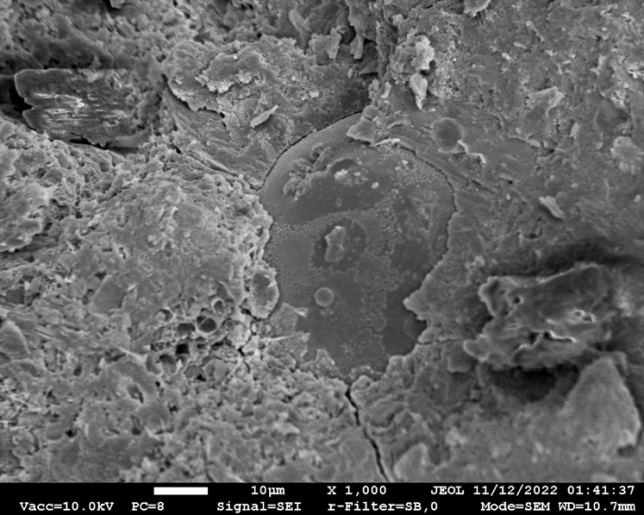 10µm X 1,000 JEOL 11/12/2022 01:41:37
Vacc=10.0kV PC=8 Signal=SEI r-Filter=SB,0 Mode=SEM WD=10.7mm